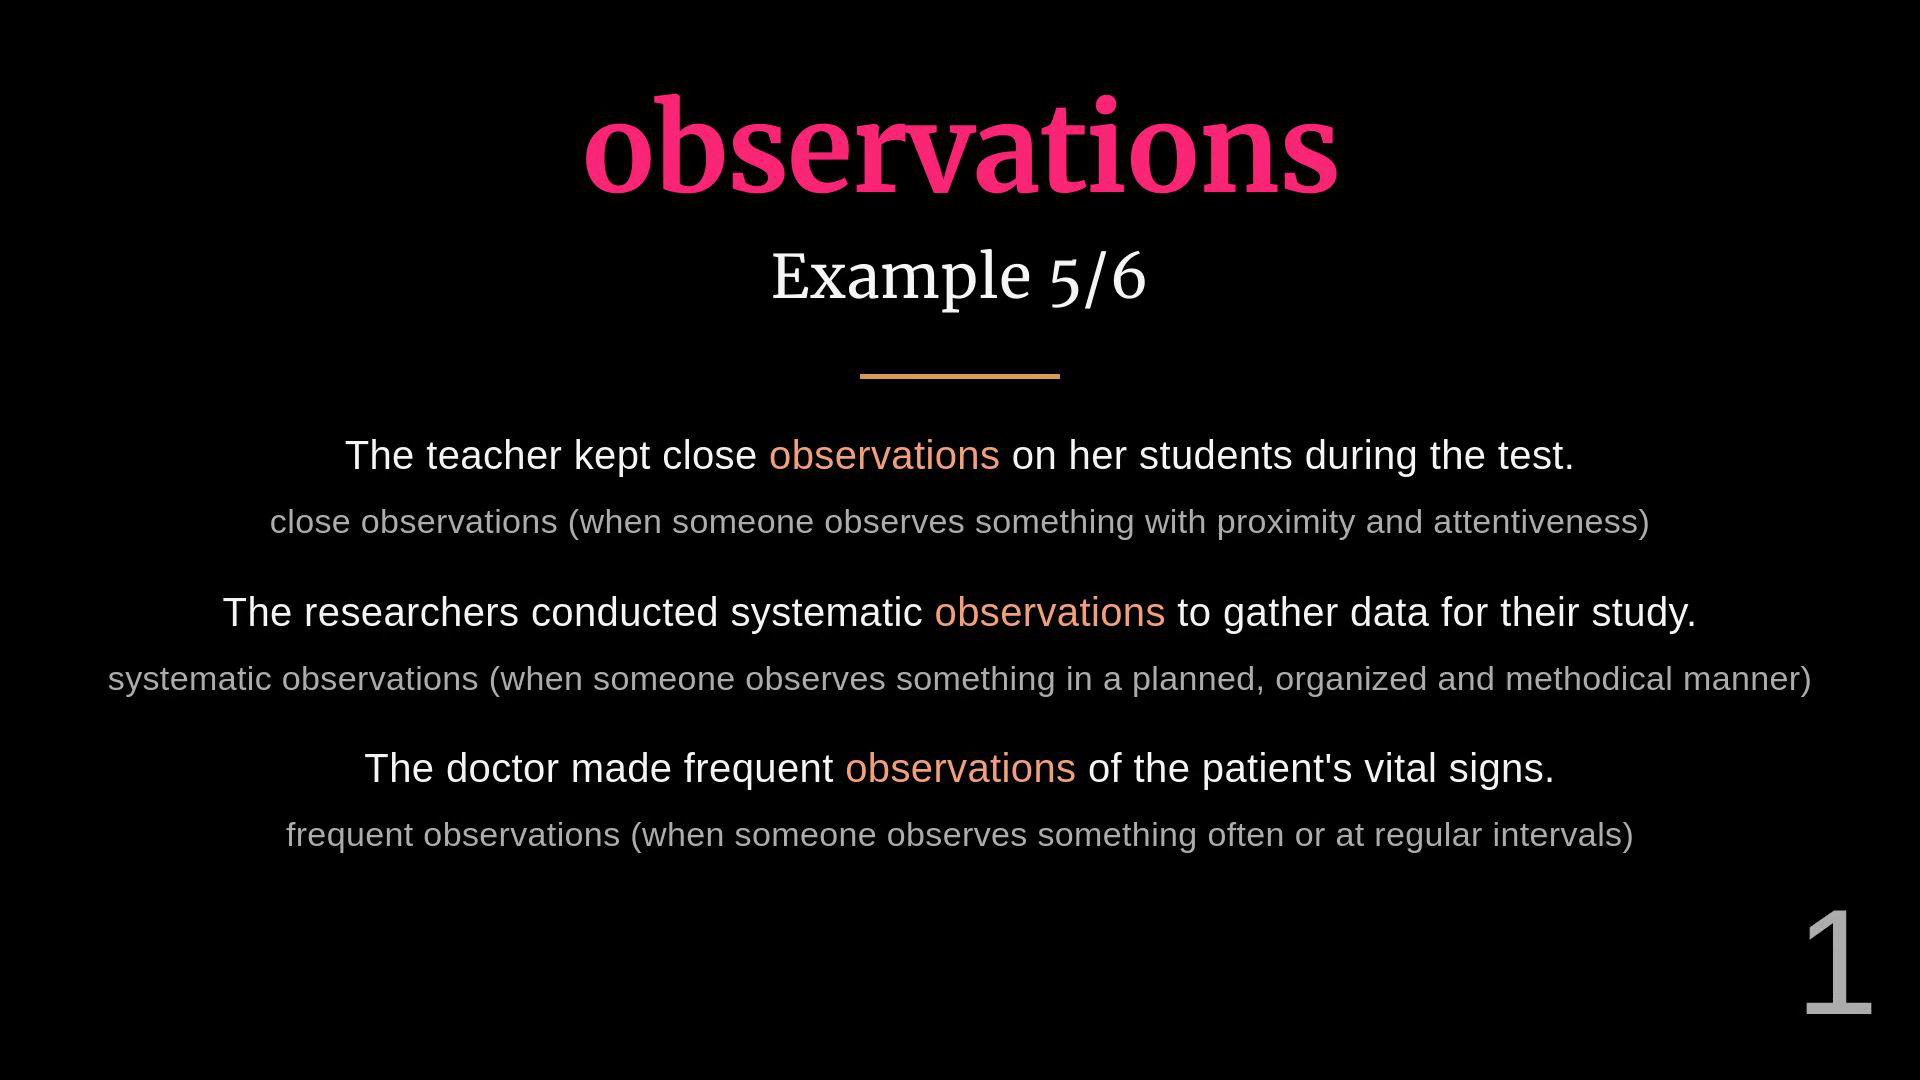 observations
Example 5/6
The teacher kept close observations on her students during the test.
close observations (when someone observes something with proximity and attentiveness)
The researchers conducted systematic observations to gather data for their study.
systematic observations (when someone observes something in a planned, organized and methodical manner)
The doctor made frequent observations of the patient's vital signs.
frequent observations (when someone observes something often or at regular intervals)
1